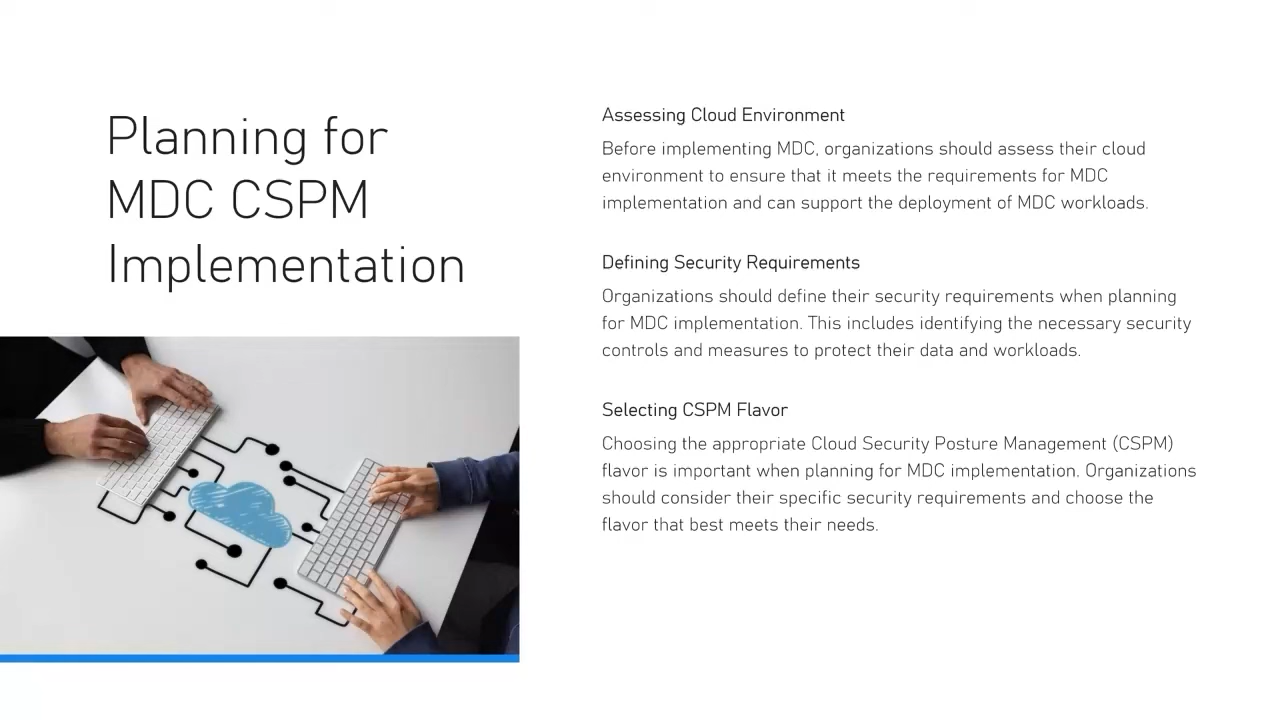 Planning for
MDC CSPM
Implementation
Assessing Cloud Environment
Before implementing MDC, organizations should assess their cloud
environment to ensure that it meets the requirements for MDC
implementation and can support the deployment of MDC workloads.
Defining Security Requirements
Organizations should define their security requirements when planning
for MDC implementation. This includes identifying the necessary security
controls and measures to protect their data and workloads.
Selecting CSPM Flavor
Choosing the appropriate Cloud Security Posture Management (CSPM)
flavor is important when planning for MDC implementation. Organizations
should consider their specific security requirements and choose the
flavor that best meets their needs.